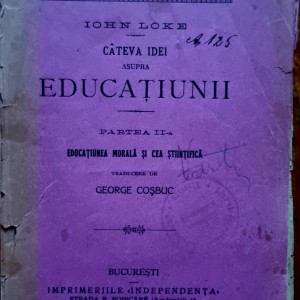 IOHN LOKE
A 125
CÂTEVA IDEI
ASUPRA
EDUCAȚIUNII
PARTEA II-a
EDUCAȚIUNEA MORALĂ ȘI CEA ȘTIINȚIFICĂ
TRADUCERE DE
GEORGE COȘBUC
BUCUREȘTI
IMPRIMERIILE «INDEPENDENȚA»